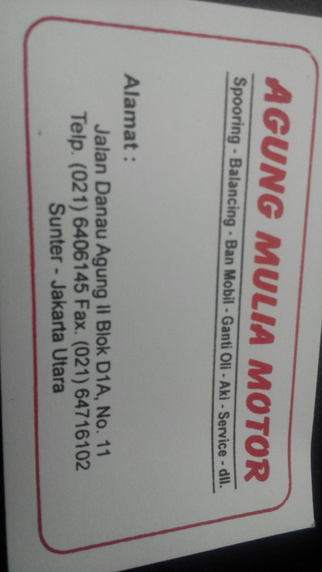 AGUNG MULIA MOTOR
Spooring - Balancing - Ban Mobil - Ganti Oli - Aki - Service - dll.
Alamat :
Jalan Danau Agung II Blok D1A, No. 11
Telp. (021) 6406145 Fax. (021) 64716102
Sunter - Jakarta Utara